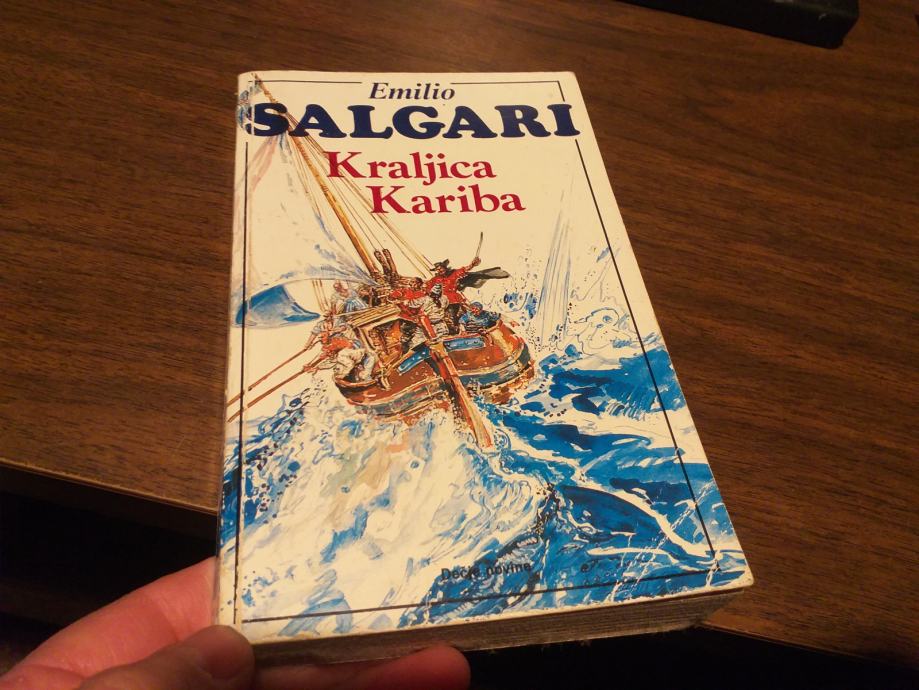 Emilio
SALGARI
Kraljica
Kariba
Dečje novine